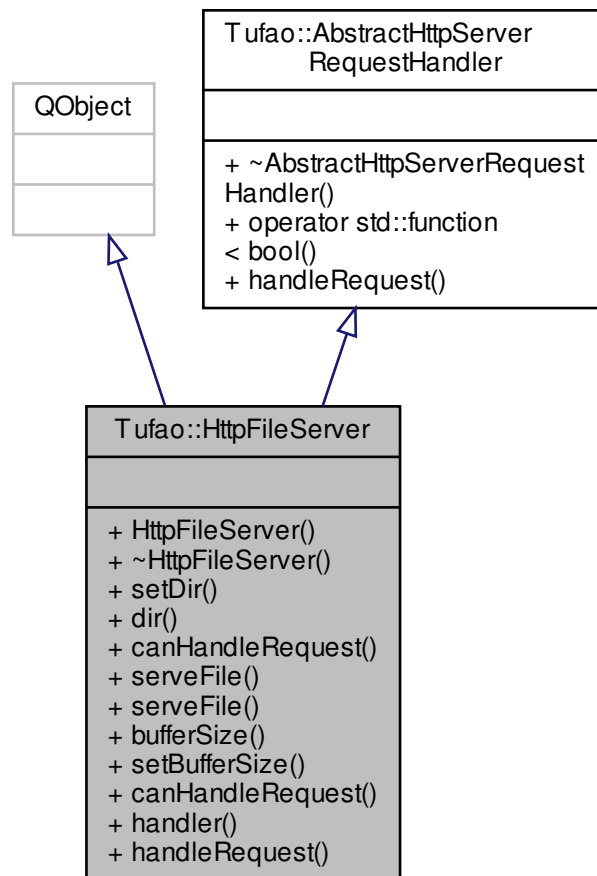 QObject
Tufao::AbstractHttpServer
RequestHandler
+ ~AbstractHttpServerRequest
Handler()
+ operator std::function
< bool()
+ handleRequest()
Tufao::HttpFileServer
+ HttpFileServer()
+ ~HttpFileServer()
+ setDir()
+ dir()
+ canHandleRequest()
+ serveFile()
+ serveFile()
+ bufferSize()
+ setBufferSize()
+ canHandleRequest()
+ handler()
+ handleRequest()